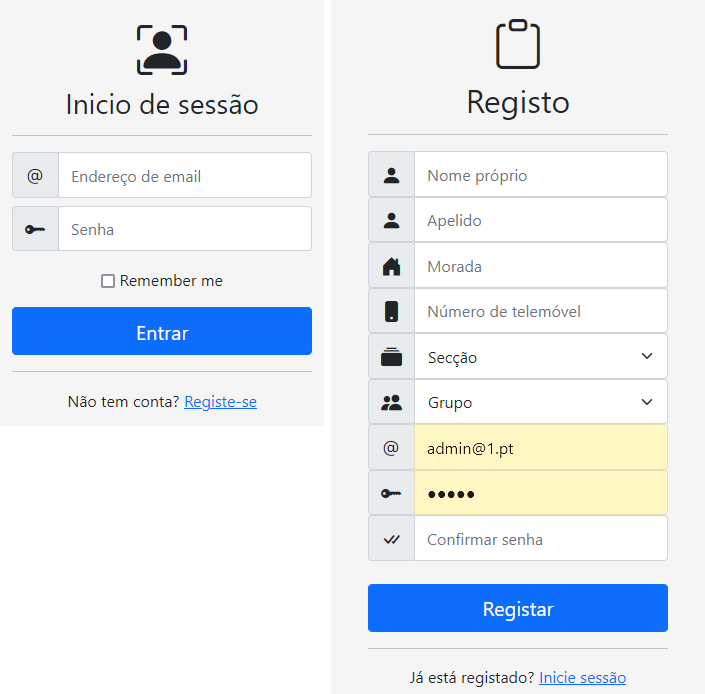 Inicio de sessão
@ Endereço de email
Senha
Remember me
Entrar
Não tem conta? Registe-se
Registo
Nome próprio
Apelido
Morada
Número de telemóvel
Secção
Grupo
@ admin@1.pt
•••••
Confirmar senha
Registar
Já está registado? Inicie sessão